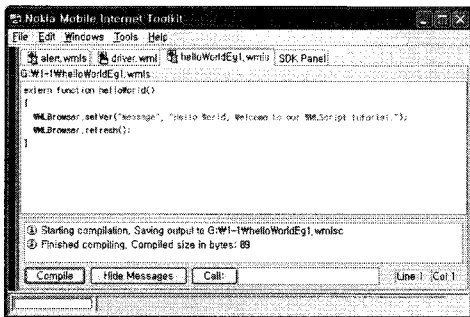 Nokia Mobile Internet Toolkit
File Edit Windows Tools Help
alert.wmls driver.wml helloWorldEg1.wmls SDK Panel
G:₩1-1₩helloWorldEg1.wmls
extern function helloWorld()
{
WMLBrowser.setVar("message", "Hello World, Welcome to our WMLScript tutorial.");
WMLBrowser.refresh();
}
Starting compilation, Saving output to G:₩1-1₩helloWorldEg1.wmlsc
Finished compiling, Compiled size in bytes: 89
Compile Hide Messages Call: Line 1 Col 1